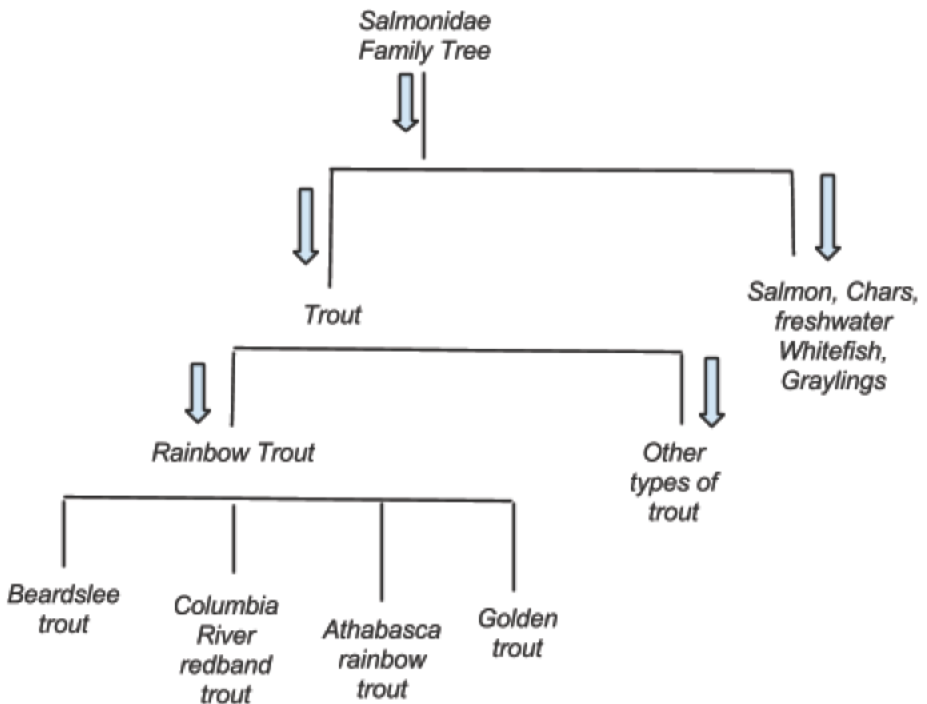 Salmonidae
Family Tree
Trout
Salmon, Chars,
freshwater
Whitefish,
Graylings
Rainbow Trout
Other
types of
trout
Beardslee
trout
Columbia
River
redband
trout
Athabasca
rainbow
trout
Golden
trout